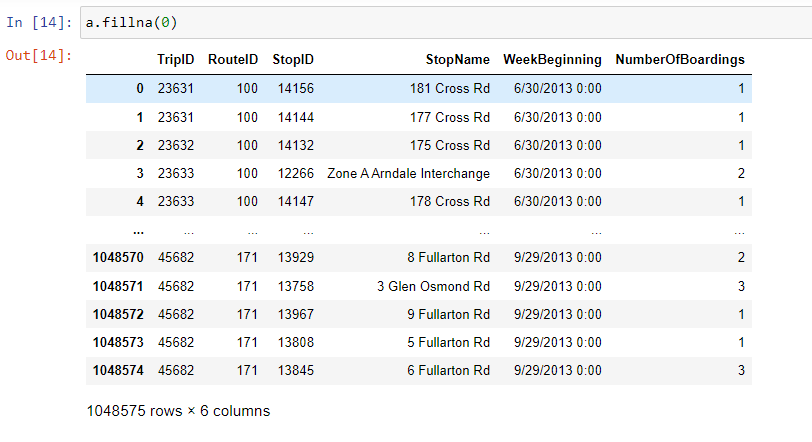 In [14]: a.fillna(0)
Out[14]:
TripID RouteID StopID StopName WeekBeginning NumberOfBoardings
0 23631 100 14156 181 Cross Rd 6/30/2013 0:00 1
1 23631 100 14144 177 Cross Rd 6/30/2013 0:00 1
2 23632 100 14132 175 Cross Rd 6/30/2013 0:00 1
3 23633 100 12266 Zone A Arndale Interchange 6/30/2013 0:00 2
4 23633 100 14147 178 Cross Rd 6/30/2013 0:00 1
... ... ... ... ... ... ...
1048570 45682 171 13929 8 Fullarton Rd 9/29/2013 0:00 2
1048571 45682 171 13758 3 Glen Osmond Rd 9/29/2013 0:00 3
1048572 45682 171 13967 9 Fullarton Rd 9/29/2013 0:00 1
1048573 45682 171 13808 5 Fullarton Rd 9/29/2013 0:00 1
1048574 45682 171 13845 6 Fullarton Rd 9/29/2013 0:00 3
1048575 rows × 6 columns